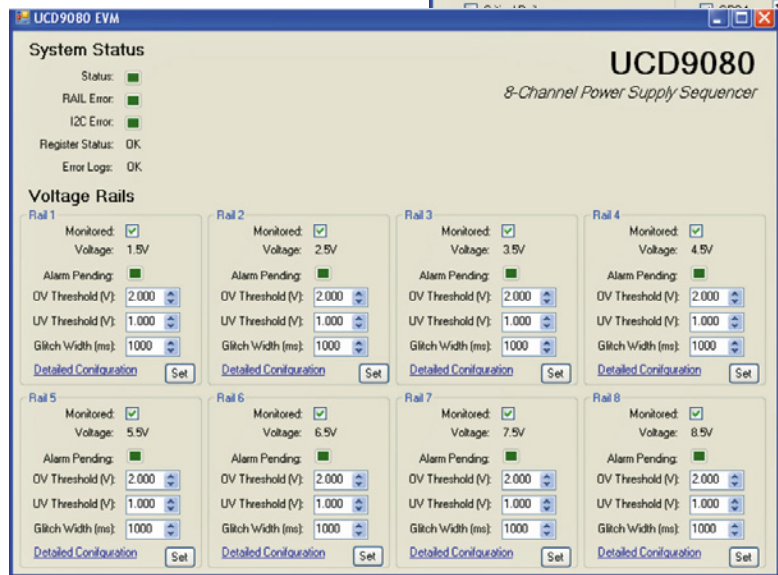 UCD9080 EVM
System Status
UCD9080
8-Channel Power Supply Sequencer
Status:
RAIL Error:
I2C Error:
Register Status: OK
Error Logs: OK
Voltage Rails
Rail 1
Monitored:
Voltage: 1.5V
Alarm Pending:
OV Threshold (V): 2.000
UV Threshold (V): 1.000
Glitch Width (ms): 1000
Detailed Conifguration Set
Rail 2
Monitored:
Voltage: 2.5V
Alarm Pending:
OV Threshold (V): 2.000
UV Threshold (V): 1.000
Glitch Width (ms): 1000
Detailed Conifguration Set
Rail 3
Monitored:
Voltage: 3.5V
Alarm Pending:
OV Threshold (V): 2.000
UV Threshold (V): 1.000
Glitch Width (ms): 1000
Detailed Conifguration Set
Rail 4
Monitored:
Voltage: 4.5V
Alarm Pending:
OV Threshold (V): 2.000
UV Threshold (V): 1.000
Glitch Width (ms): 1000
Detailed Conifguration Set
Rail 5
Monitored:
Voltage: 5.5V
Alarm Pending:
OV Threshold (V): 2.000
UV Threshold (V): 1.000
Glitch Width (ms): 1000
Detailed Conifguration Set
Rail 6
Monitored:
Voltage: 6.5V
Alarm Pending:
OV Threshold (V): 2.000
UV Threshold (V): 1.000
Glitch Width (ms): 1000
Detailed Conifguration Set
Rail 7
Monitored:
Voltage: 7.5V
Alarm Pending:
OV Threshold (V): 2.000
UV Threshold (V): 1.000
Glitch Width (ms): 1000
Detailed Conifguration Set
Rail 8
Monitored:
Voltage: 8.5V
Alarm Pending:
OV Threshold (V): 2.000
UV Threshold (V): 1.000
Glitch Width (ms): 1000
Detailed Conifguration Set